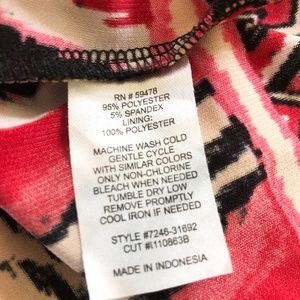 RN # 59478
95% POLYESTER
5% SPANDEX
LINING:
100% POLYESTER
MACHINE WASH COLD
GENTLE CYCLE
WITH SIMILAR COLORS
ONLY NON-CHLORINE
BLEACH WHEN NEEDED
TUMBLE DRY LOW
REMOVE PROMPTLY
COOL IRON IF NEEDED
STYLE #7246-31692
CUT #I110863B
MADE IN INDONESIA